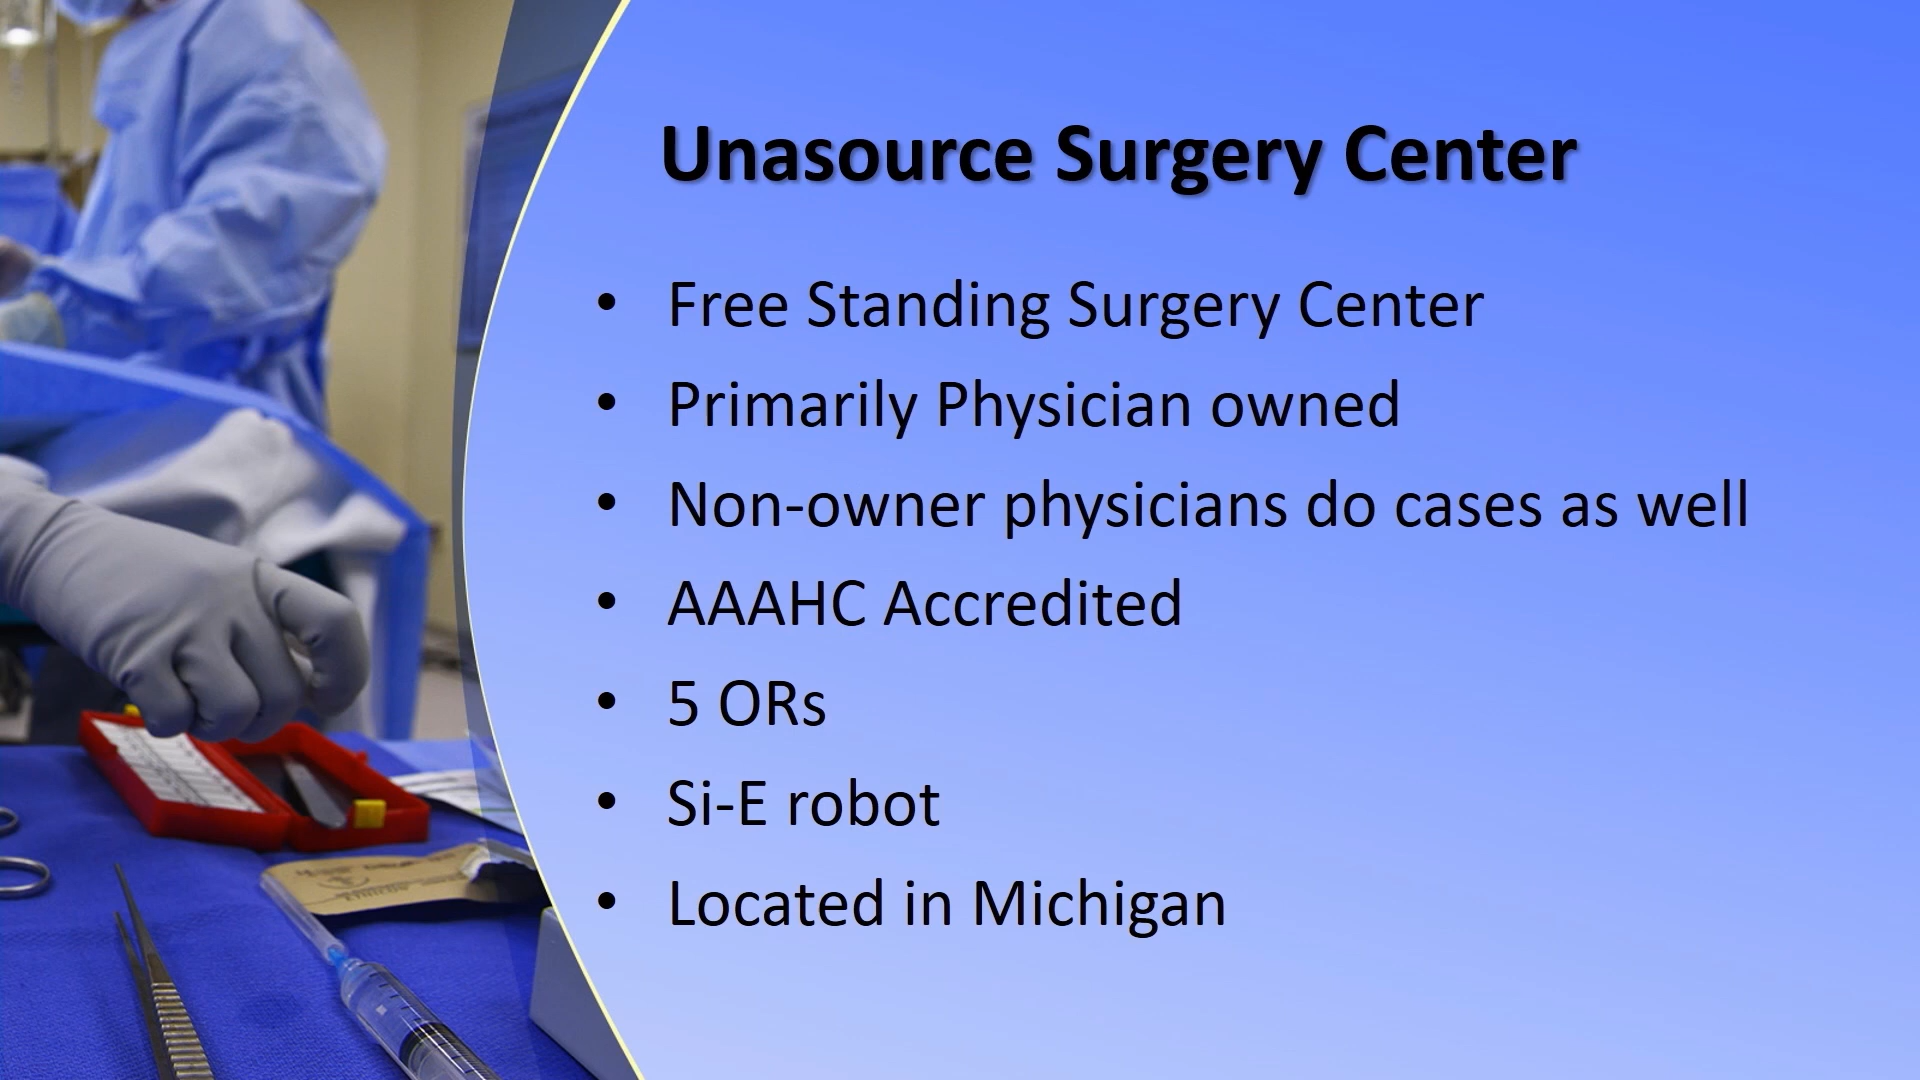 Unasource Surgery Center
• Free Standing Surgery Center
• Primarily Physician owned
• Non-owner physicians do cases as well
• AAAHC Accredited
• 5 ORs
• Si-E robot
• Located in Michigan